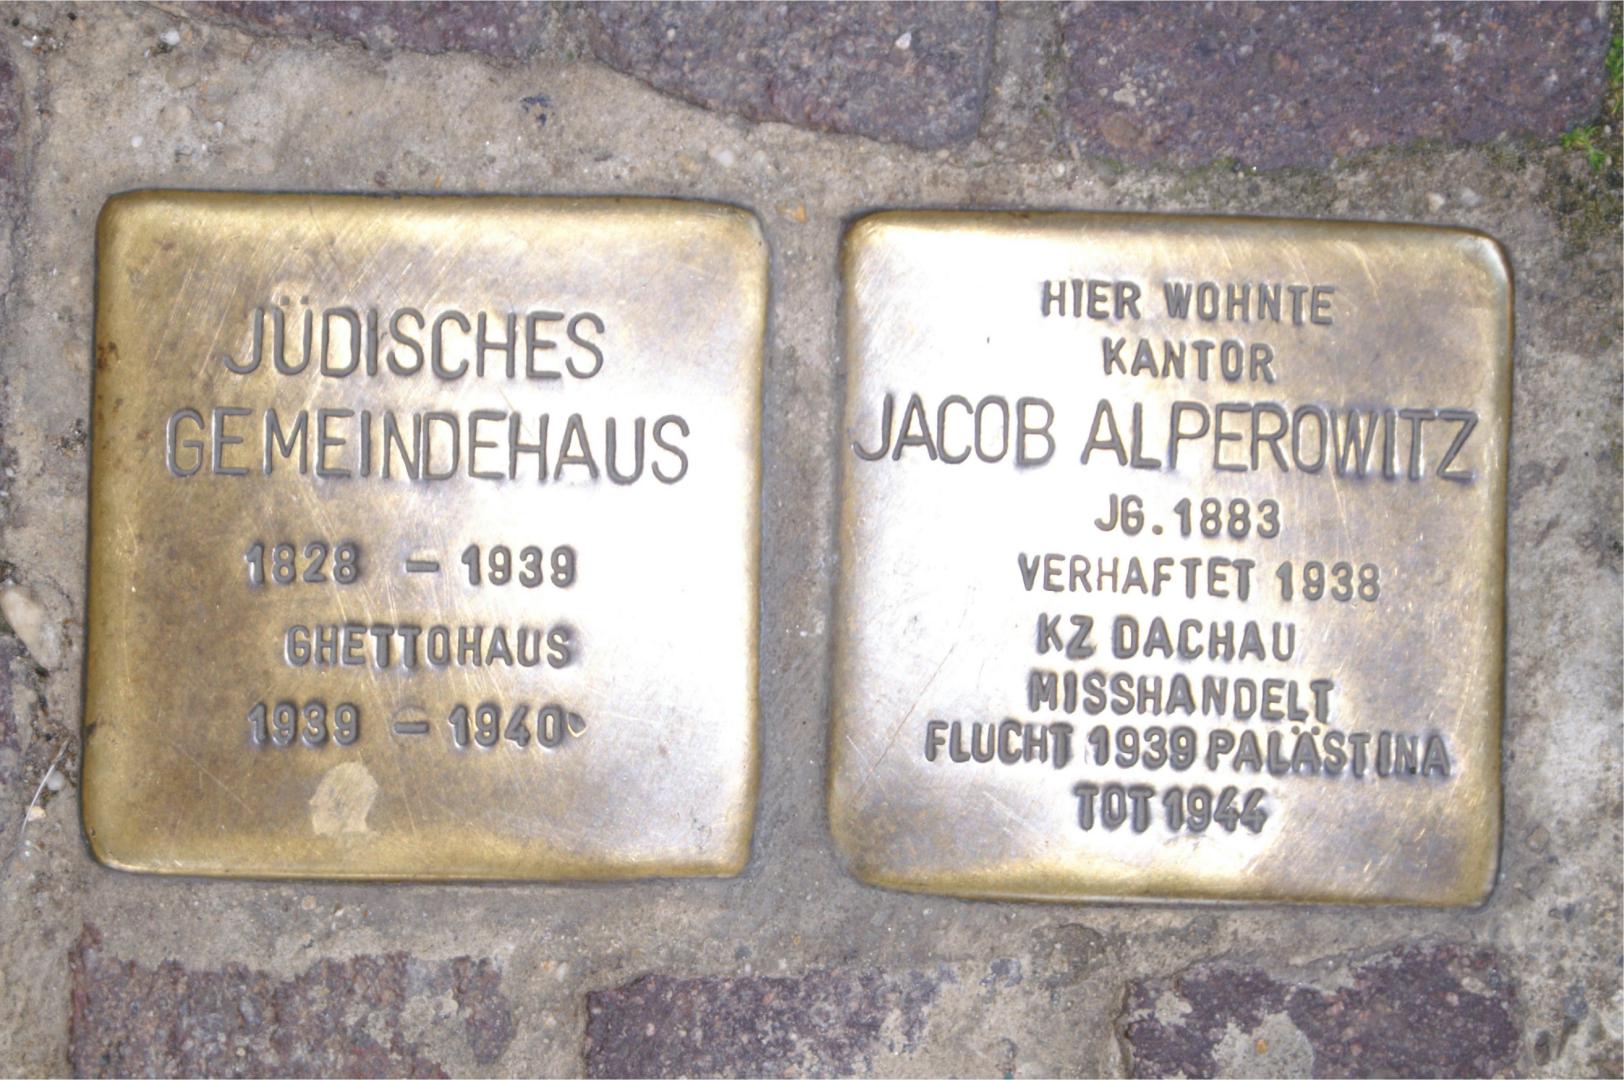 JÜDISCHES
GEMEINDEHAUS
1828 – 1939
GHETTOHAUS
1939 – 1940
HIER WOHNTE
KANTOR
JACOB ALPEROWITZ
JG. 1883
VERHAFTET 1938
KZ DACHAU
MISSHANDELT
FLUCHT 1939 PALÄSTINA
TOT 1944